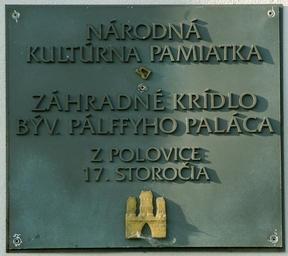 NÁRODNÁ
KULTÚRNA PAMIATKA
ZÁHRADNÉ KRÍDLO
BÝV. PÁLFFYHO PALÁCA
Z POLOVICE
17. STOROČIA